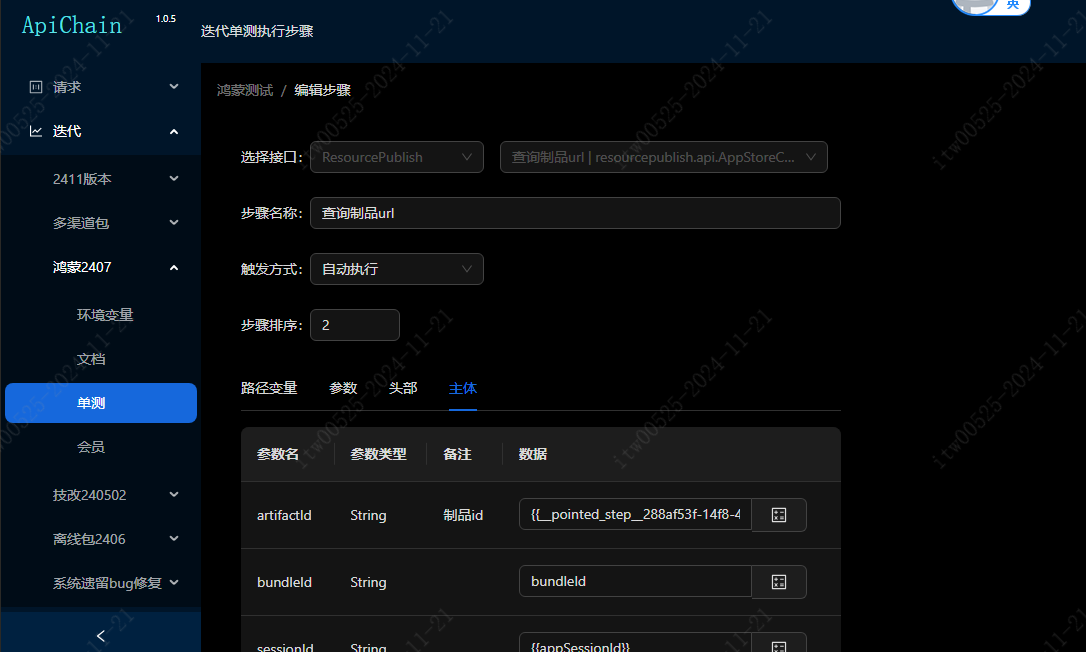 ApiChain
1.0.5
英
迭代单测执行步骤
请求
迭代
2411版本
多渠道包
鸿蒙2407
环境变量
文档
单测
会员
技改240502
离线包2406
系统遗留bug修复
鸿蒙测试 / 编辑步骤
选择接口: ResourcePublish 查询制品url | resourcepublish.api.AppStoreC...
步骤名称: 查询制品url
触发方式: 自动执行
步骤排序: 2
路径变量 参数 头部 主体
参数名 参数类型 备注 数据
artifactId String 制品id {{__pointed_step__288af53f-14f8-4
bundleId String bundleId
sessionId String {{appSessionId}}
itw00525-2024-11-21